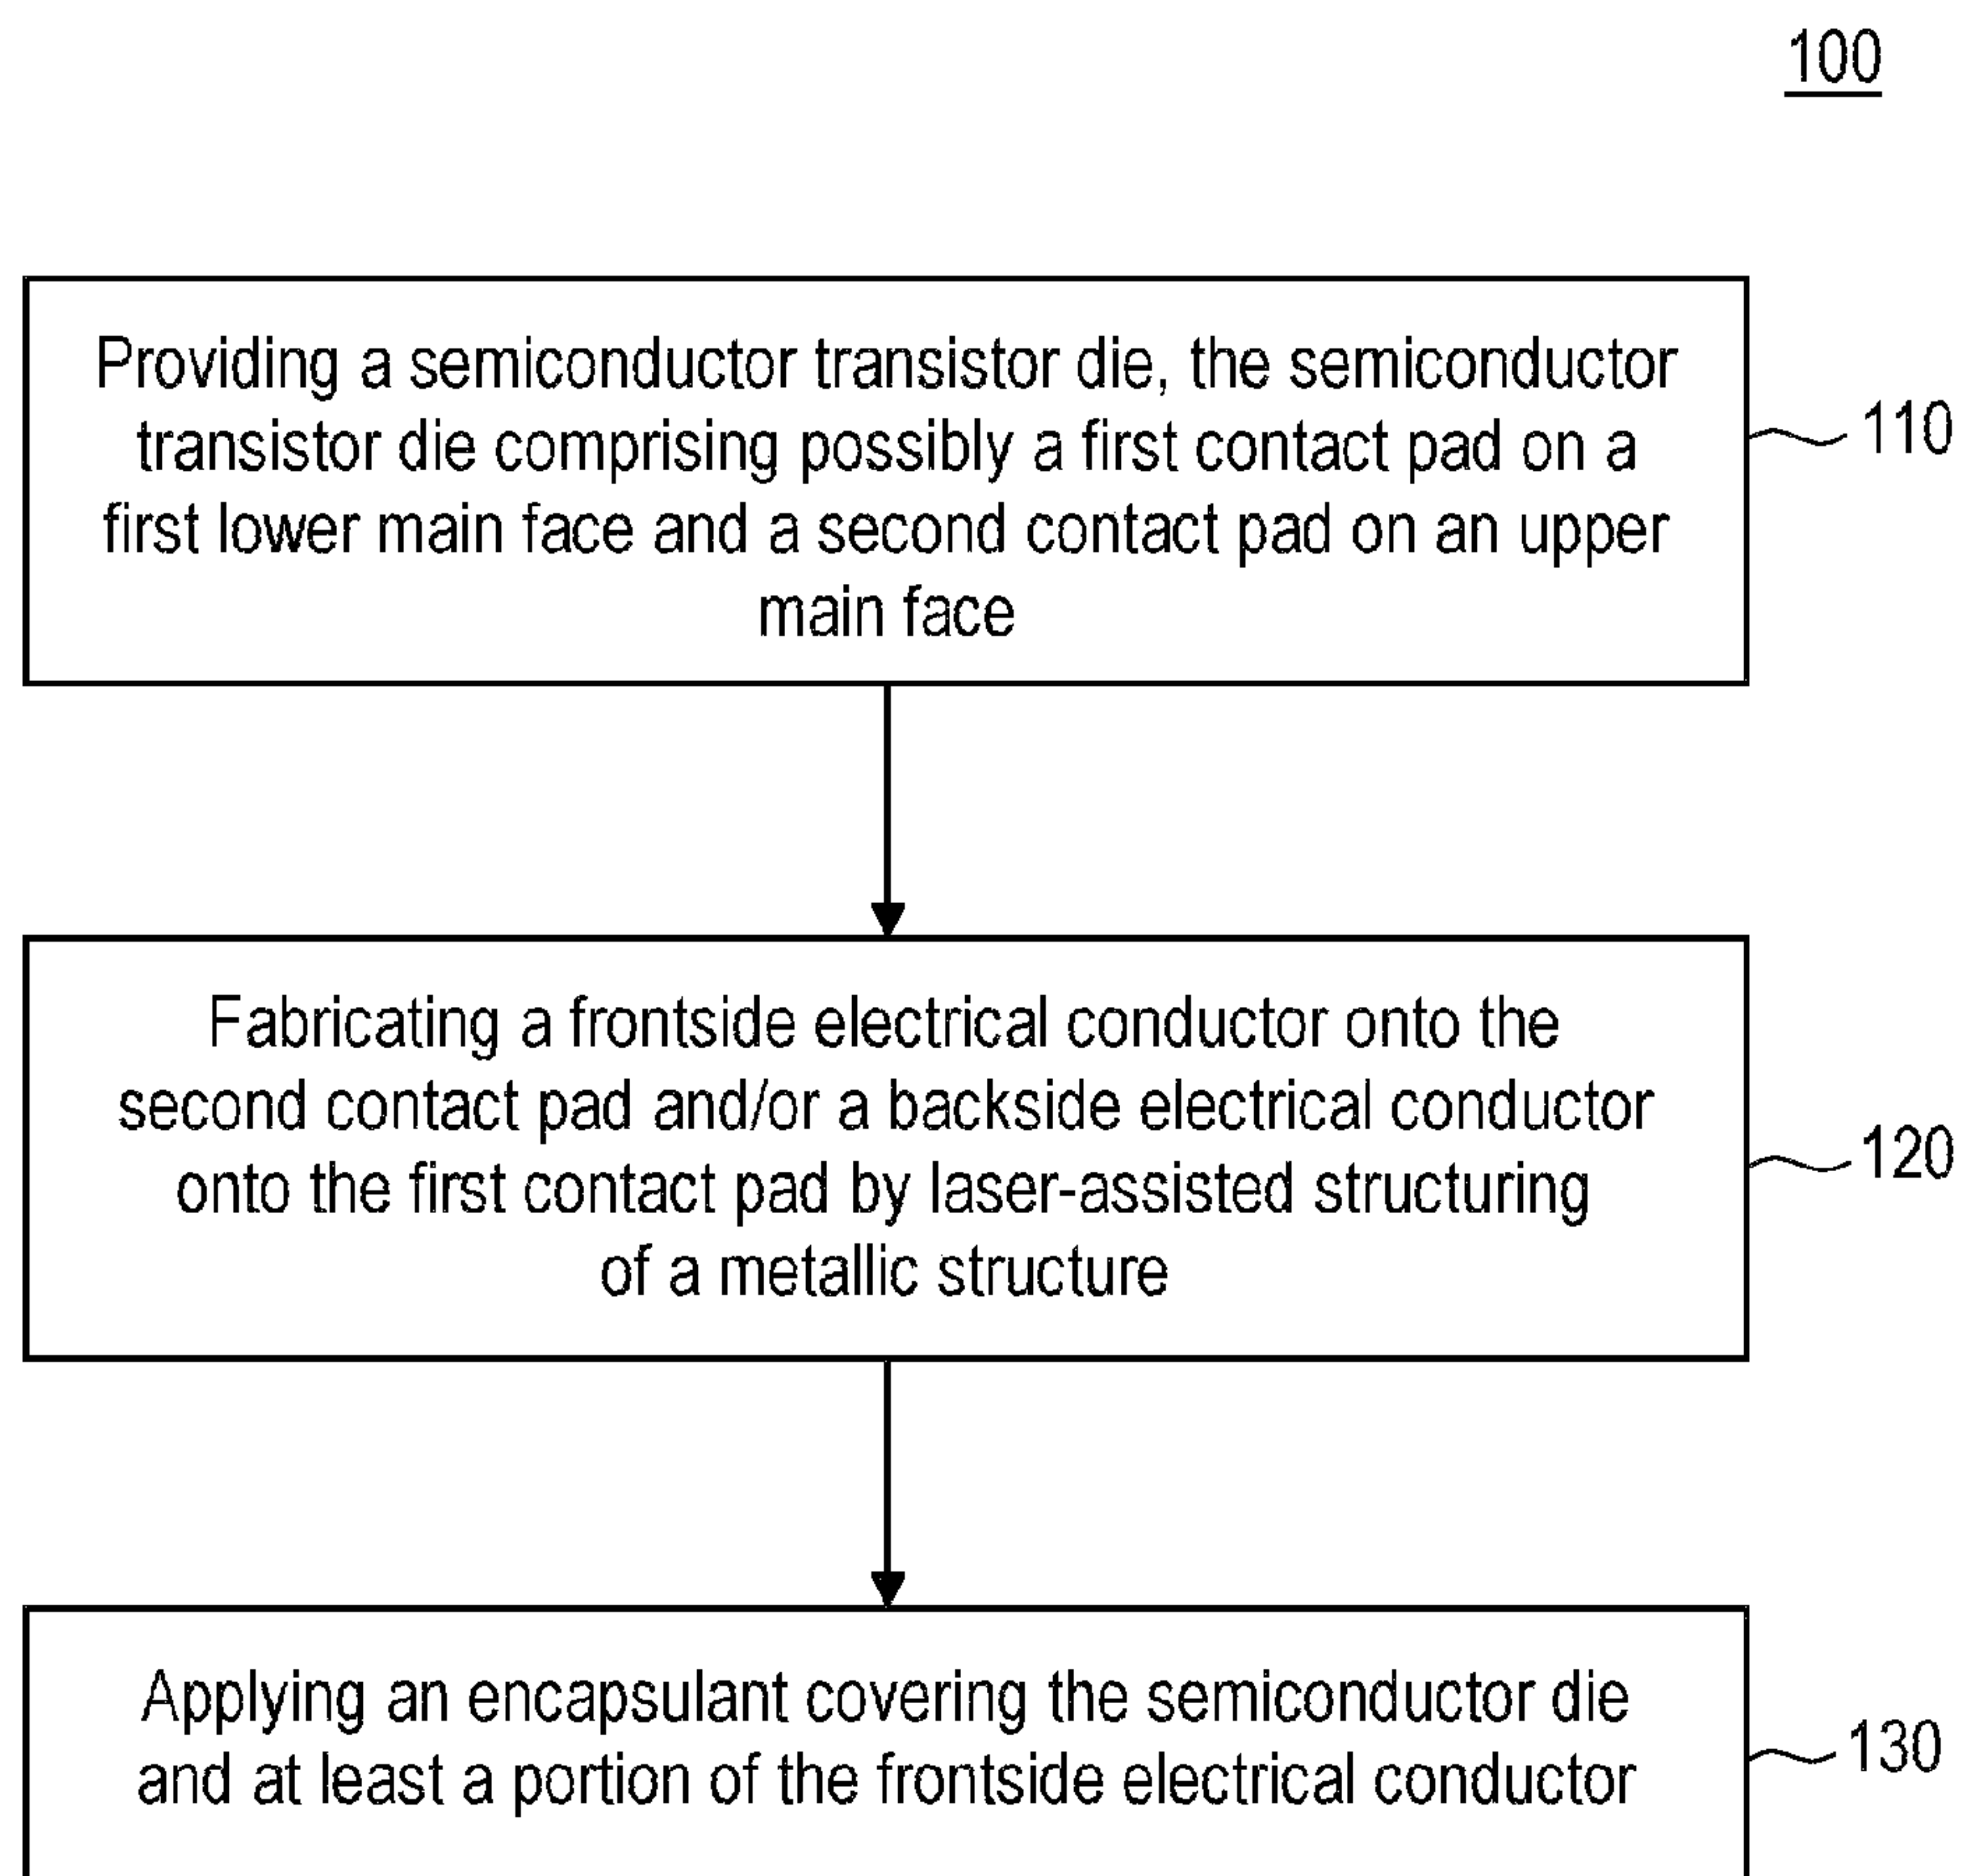 100
Providing a semiconductor transistor die, the semiconductor
transistor die comprising possibly a first contact pad on a
first lower main face and a second contact pad on an upper
main face
110
Fabricating a frontside electrical conductor onto the
second contact pad and/or a backside electrical conductor
onto the first contact pad by laser-assisted structuring
of a metallic structure
120
Applying an encapsulant covering the semiconductor die
and at least a portion of the frontside electrical conductor
130